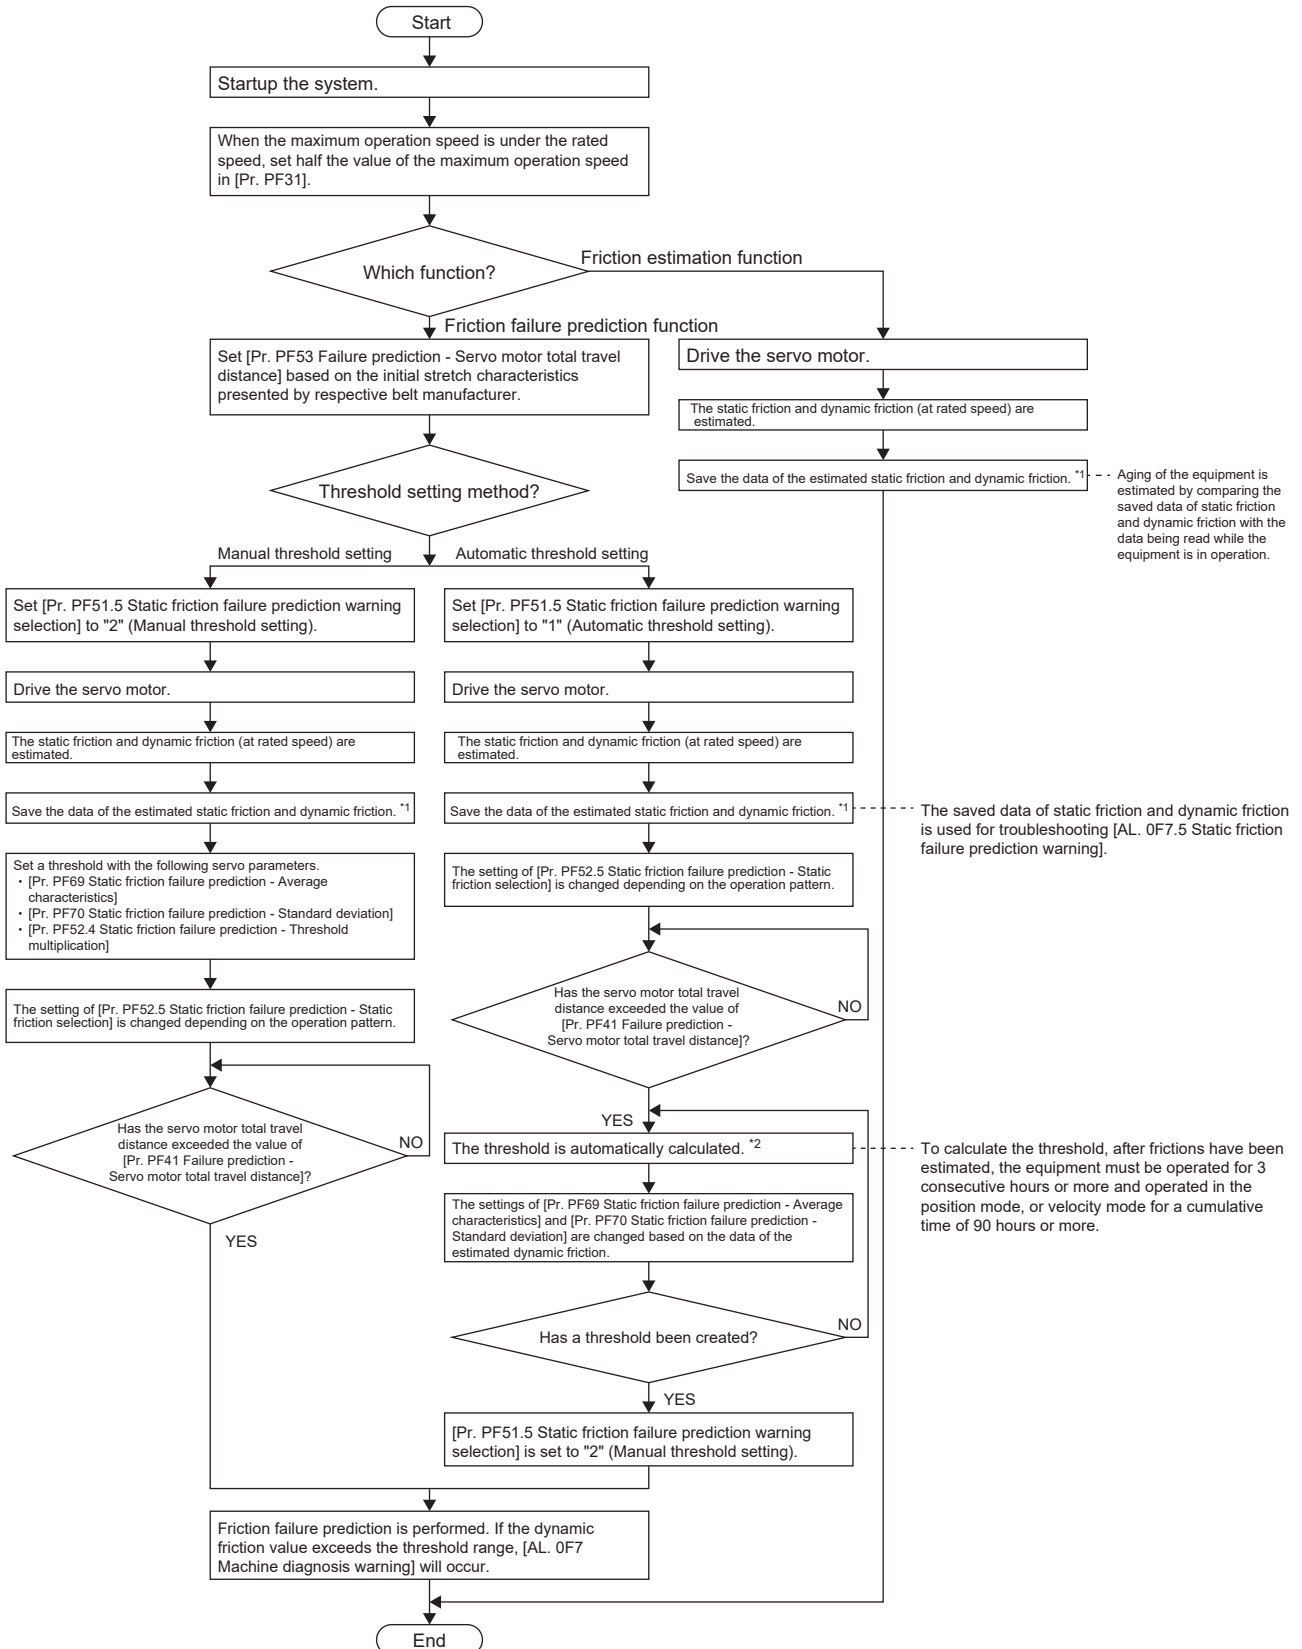 Start
Startup the system.
When the maximum operation speed is under the rated
speed, set half the value of the maximum operation speed
in [Pr. PF31].
Which function?
Friction estimation function
Friction failure prediction function
Set [Pr. PF53 Failure prediction - Servo motor total travel
distance] based on the initial stretch characteristics
presented by respective belt manufacturer.
Drive the servo motor.
The static friction and dynamic friction (at rated speed) are
estimated.
Save the data of the estimated static friction and dynamic friction. *1
Aging of the equipment is
estimated by comparing the
saved data of static friction
and dynamic friction with the
data being read while the
equipment is in operation.
Threshold setting method?
Manual threshold setting
Automatic threshold setting
Set [Pr. PF51.5 Static friction failure prediction warning
selection] to "2" (Manual threshold setting).
Drive the servo motor.
The static friction and dynamic friction (at rated speed) are
estimated.
Save the data of the estimated static friction and dynamic friction. *1
Set a threshold with the following servo parameters.
・[Pr. PF69 Static friction failure prediction - Average
characteristics]
・[Pr. PF70 Static friction failure prediction - Standard deviation]
・[Pr. PF52.4 Static friction failure prediction - Threshold
multiplication]
The setting of [Pr. PF52.5 Static friction failure prediction - Static
friction selection] is changed depending on the operation pattern.
Has the servo motor total travel
distance exceeded the value of
[Pr. PF41 Failure prediction -
Servo motor total travel distance]?
NO
YES
Set [Pr. PF51.5 Static friction failure prediction warning
selection] to "1" (Automatic threshold setting).
Drive the servo motor.
The static friction and dynamic friction (at rated speed) are
estimated.
Save the data of the estimated static friction and dynamic friction. *1
The saved data of static friction and dynamic friction
is used for troubleshooting [AL. 0F7.5 Static friction
failure prediction warning].
The setting of [Pr. PF52.5 Static friction failure prediction - Static
friction selection] is changed depending on the operation pattern.
Has the servo motor total travel
distance exceeded the value of
[Pr. PF41 Failure prediction -
Servo motor total travel distance]?
NO
YES
The threshold is automatically calculated. *2
To calculate the threshold, after frictions have been
estimated, the equipment must be operated for 3
consecutive hours or more and operated in the
position mode, or velocity mode for a cumulative
time of 90 hours or more.
The settings of [Pr. PF69 Static friction failure prediction - Average
characteristics] and [Pr. PF70 Static friction failure prediction -
Standard deviation] are changed based on the data of the
estimated dynamic friction.
Has a threshold been created?
NO
YES
[Pr. PF51.5 Static friction failure prediction warning
selection] is set to "2" (Manual threshold setting).
Friction failure prediction is performed. If the dynamic
friction value exceeds the threshold range, [AL. 0F7
Machine diagnosis warning] will occur.
End